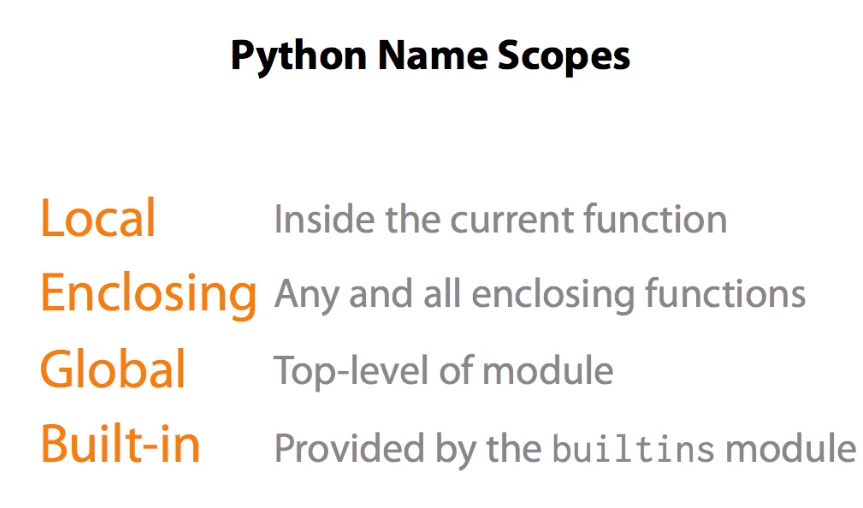 Python Name Scopes
Local Inside the current function
Enclosing Any and all enclosing functions
Global Top-level of module
Built-in Provided by the builtins module